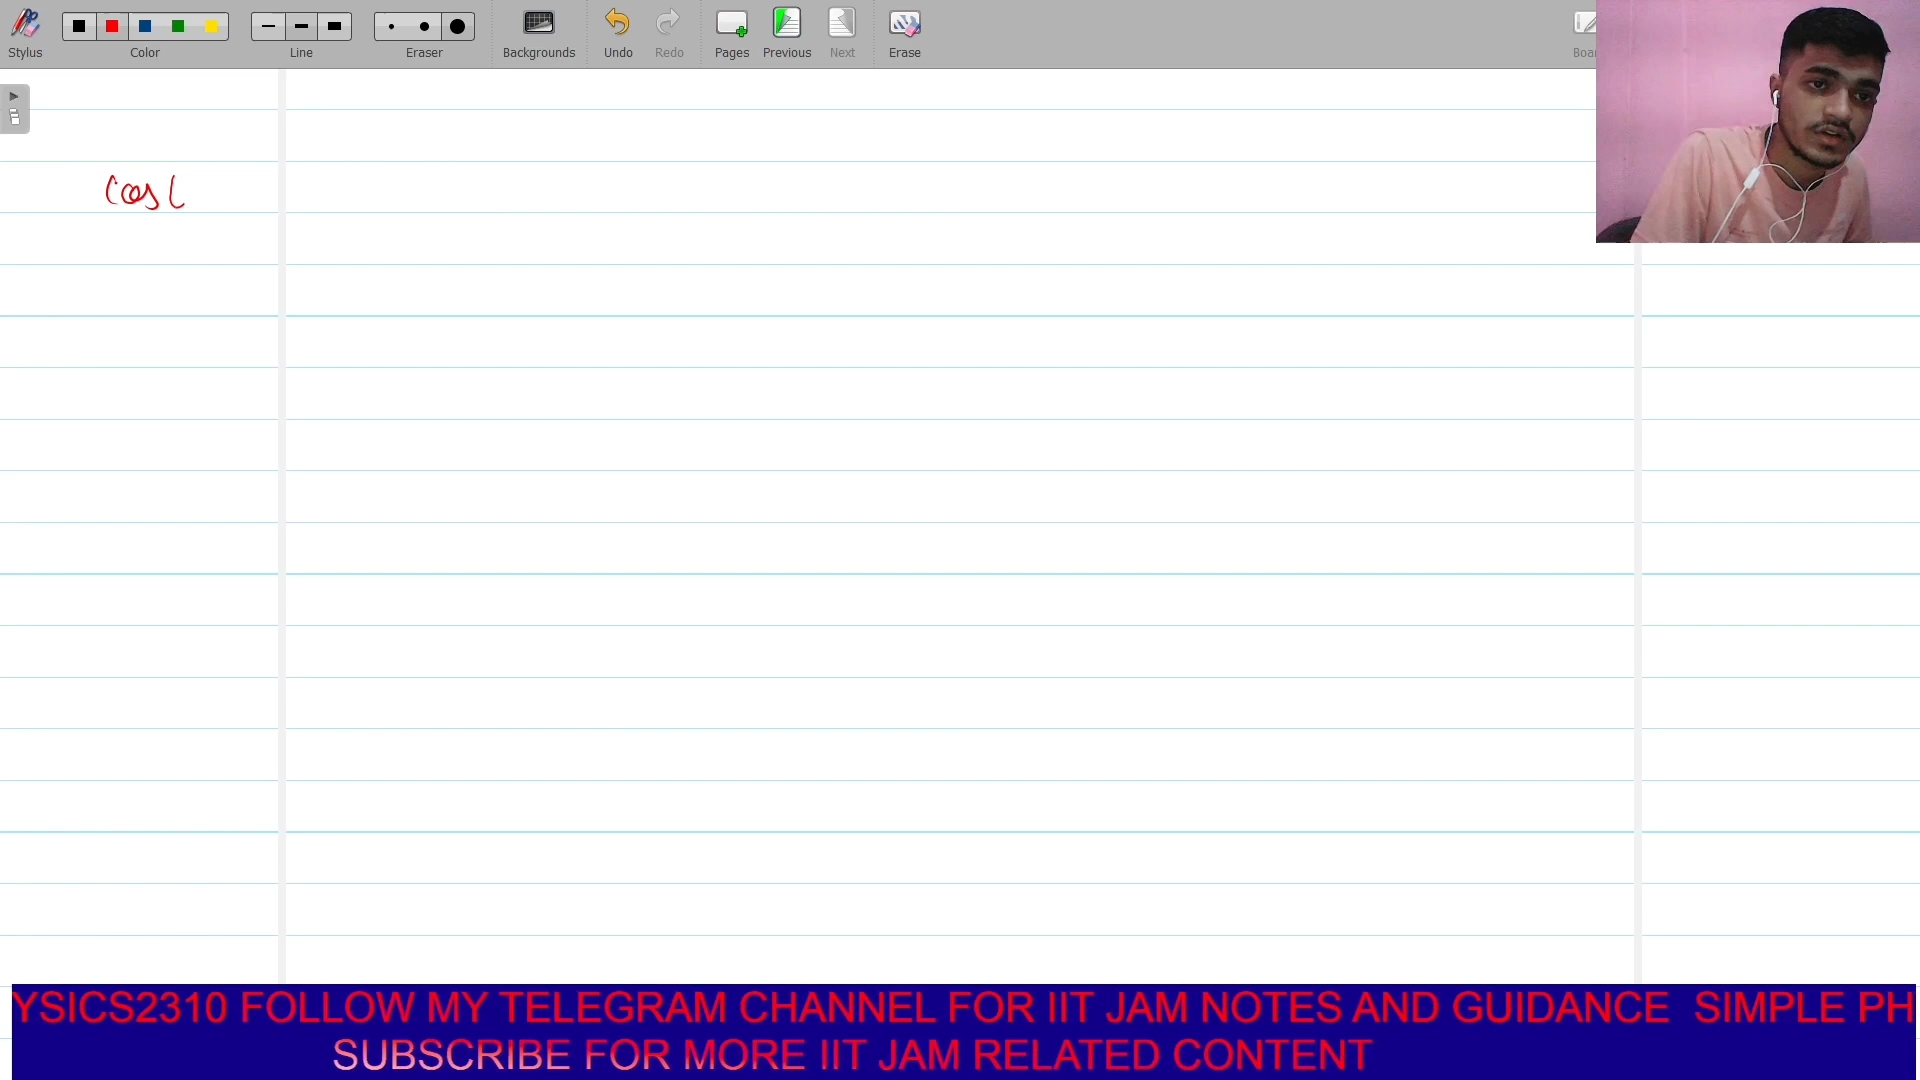 Stylus
Color
Line
Eraser
Backgrounds
Undo
Redo
Pages
Previous
Next
Erase
Boar
cos(
YSICS2310 FOLLOW MY TELEGRAM CHANNEL FOR IIT JAM NOTES AND GUIDANCE SIMPLE PH
SUBSCRIBE FOR MORE IIT JAM RELATED CONTENT